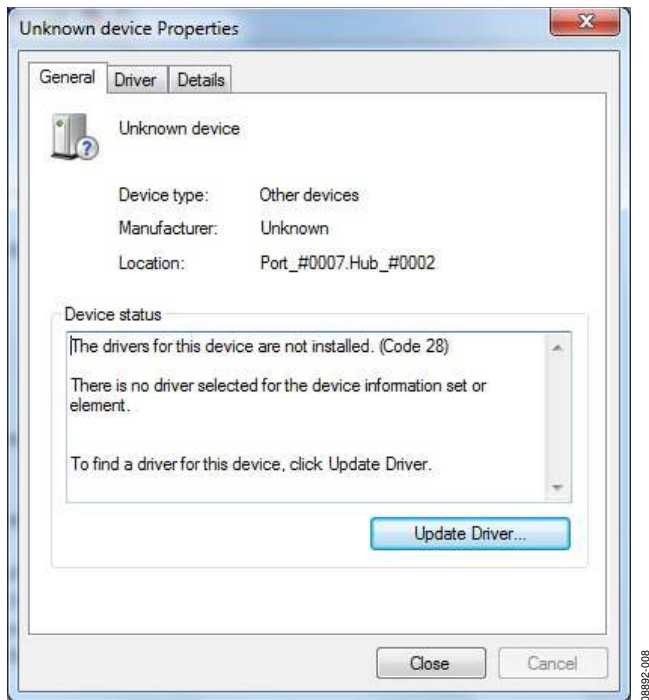 Unknown device Properties
General Driver Details
Unknown device
Device type: Other devices
Manufacturer: Unknown
Location: Port_#0007.Hub_#0002
Device status
The drivers for this device are not installed. (Code 28)
There is no driver selected for the device information set or
element.
To find a driver for this device, click Update Driver.
Update Driver...
Close Cancel
08892-008